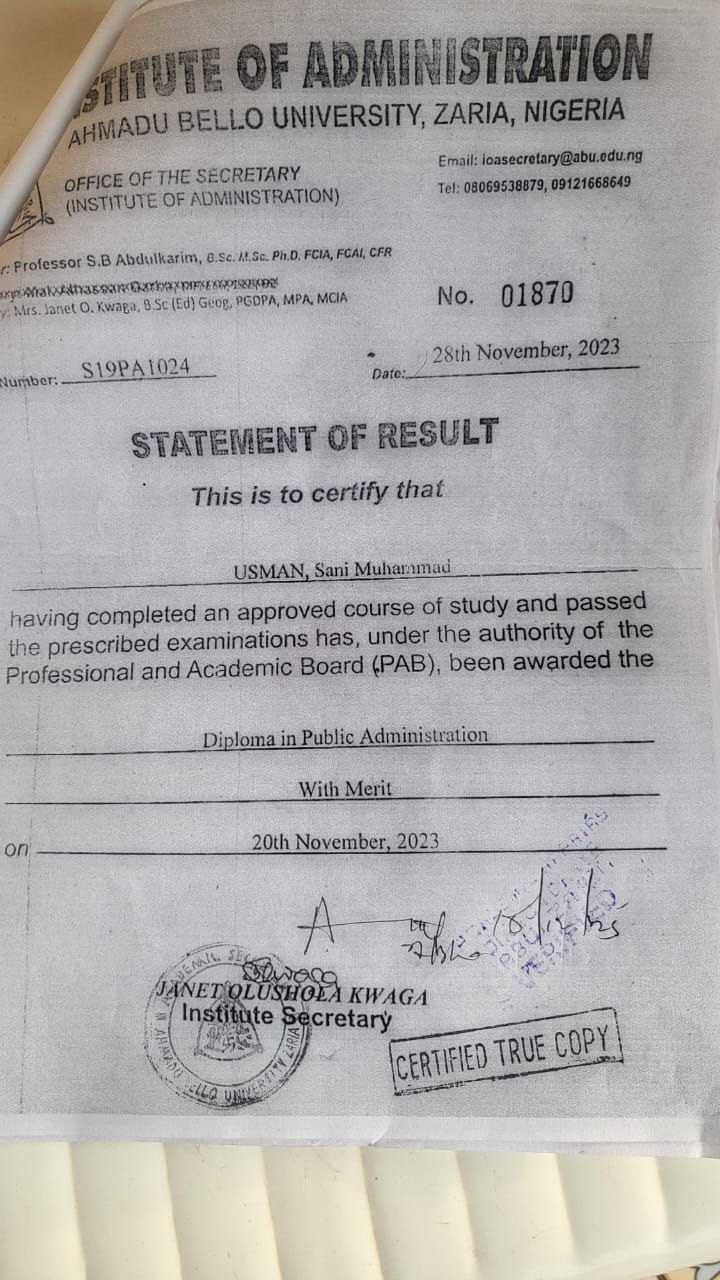 STITUTE OF ADMINISTRATION
AHMADU BELLO UNIVERSITY, ZARIA, NIGERIA
OFFICE OF THE SECRETARY
(INSTITUTE OF ADMINISTRATION)
Email: ioasecretary@abu.edu.ng
Tel: 08069538879, 09121668649
r: Professor S.B Abdulkarim, B.Sc. M.Sc. Ph.D. FCIA, FCAI, CFR
y: Mrs. Janet O. Kwaga, B.Sc (Ed) Geog, PGDPA, MPA, MCIA
No. 01870
Number: S19PA1024
Date: 28th November, 2023
STATEMENT OF RESULT
This is to certify that
USMAN, Sani Muhammad
having completed an approved course of study and passed
the prescribed examinations has, under the authority of the
Professional and Academic Board (PAB), been awarded the
Diploma in Public Administration
With Merit
on 20th November, 2023
VERIFIED
JANET OLUSHOLA KWAGA
Institute Secretary
AHMADU BELLO UNIVERSITY ZARIA
CERTIFIED TRUE COPY